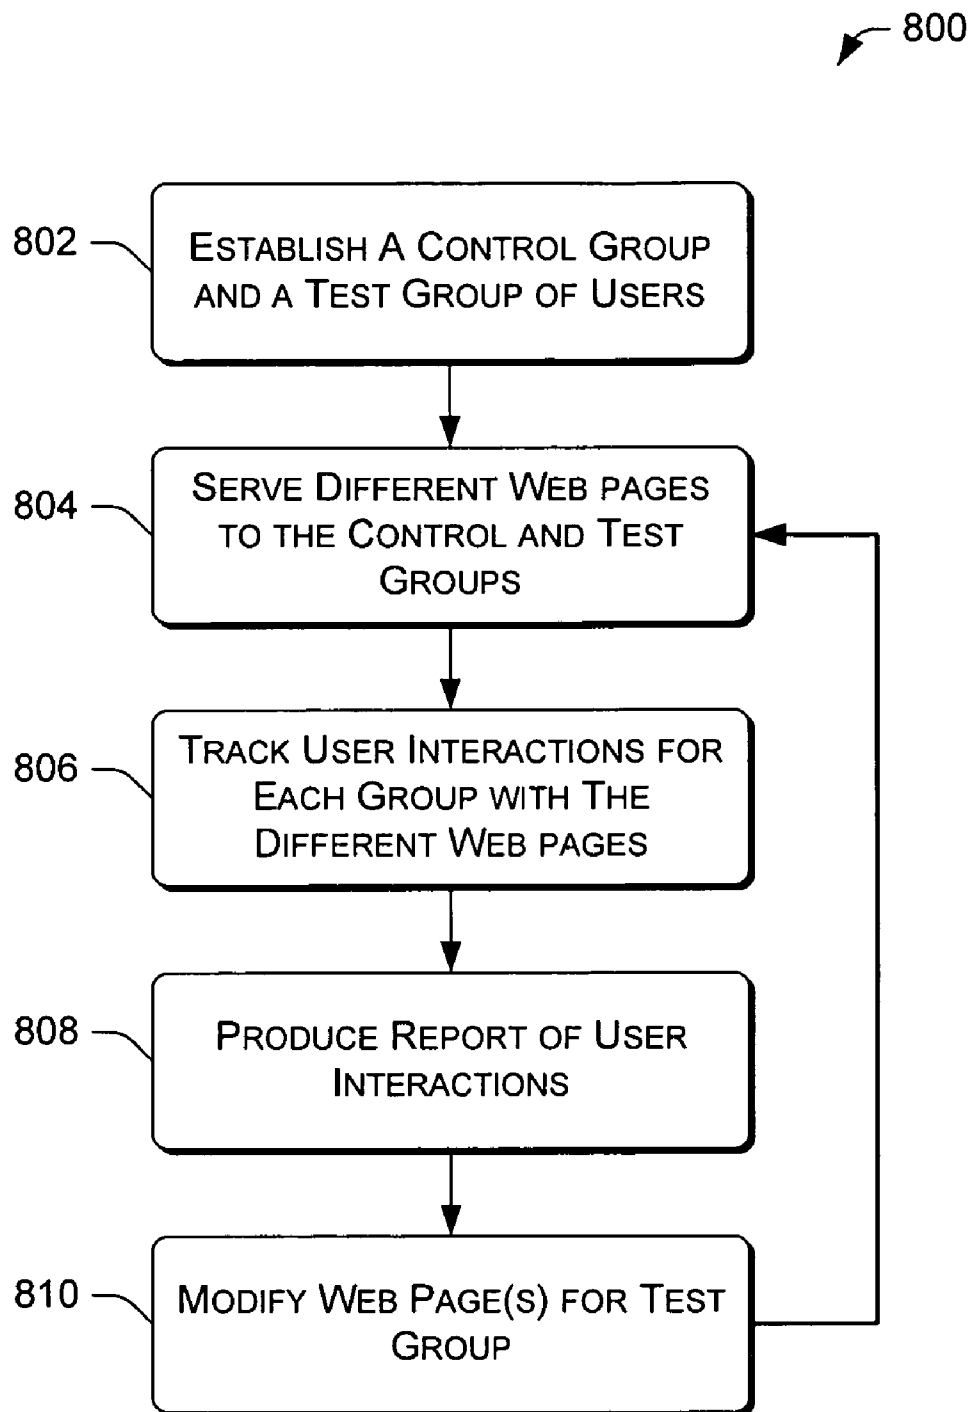 800
802
ESTABLISH A CONTROL GROUP
AND A TEST GROUP OF USERS
804
SERVE DIFFERENT WEB PAGES
TO THE CONTROL AND TEST
GROUPS
806
TRACK USER INTERACTIONS FOR
EACH GROUP WITH THE
DIFFERENT WEB PAGES
808
PRODUCE REPORT OF USER
INTERACTIONS
810
MODIFY WEB PAGE(S) FOR TEST
GROUP